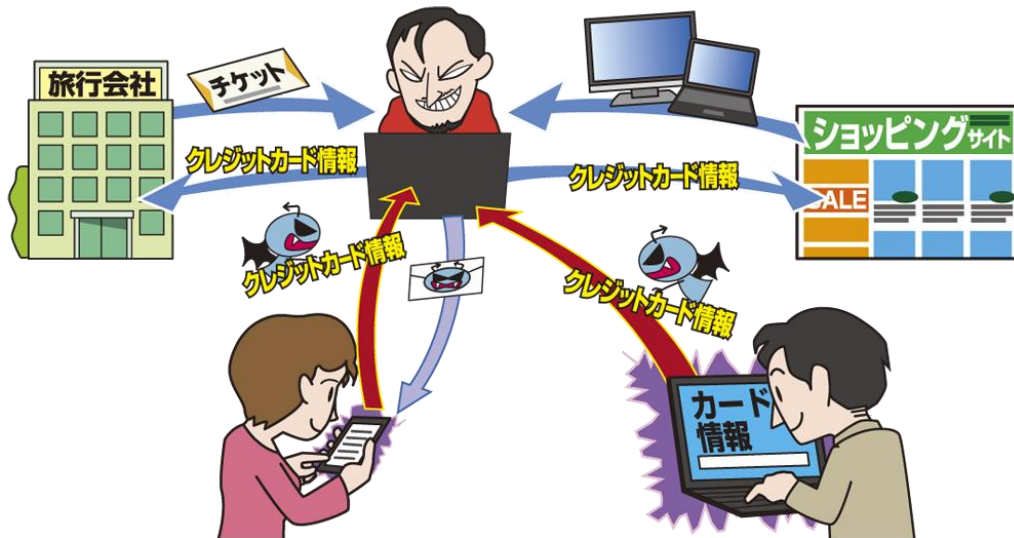 旅行会社
チケット
クレジットカード情報
クレジットカード情報
ショッピングサイト
SALE
クレジットカード情報
クレジットカード情報
カード
情報